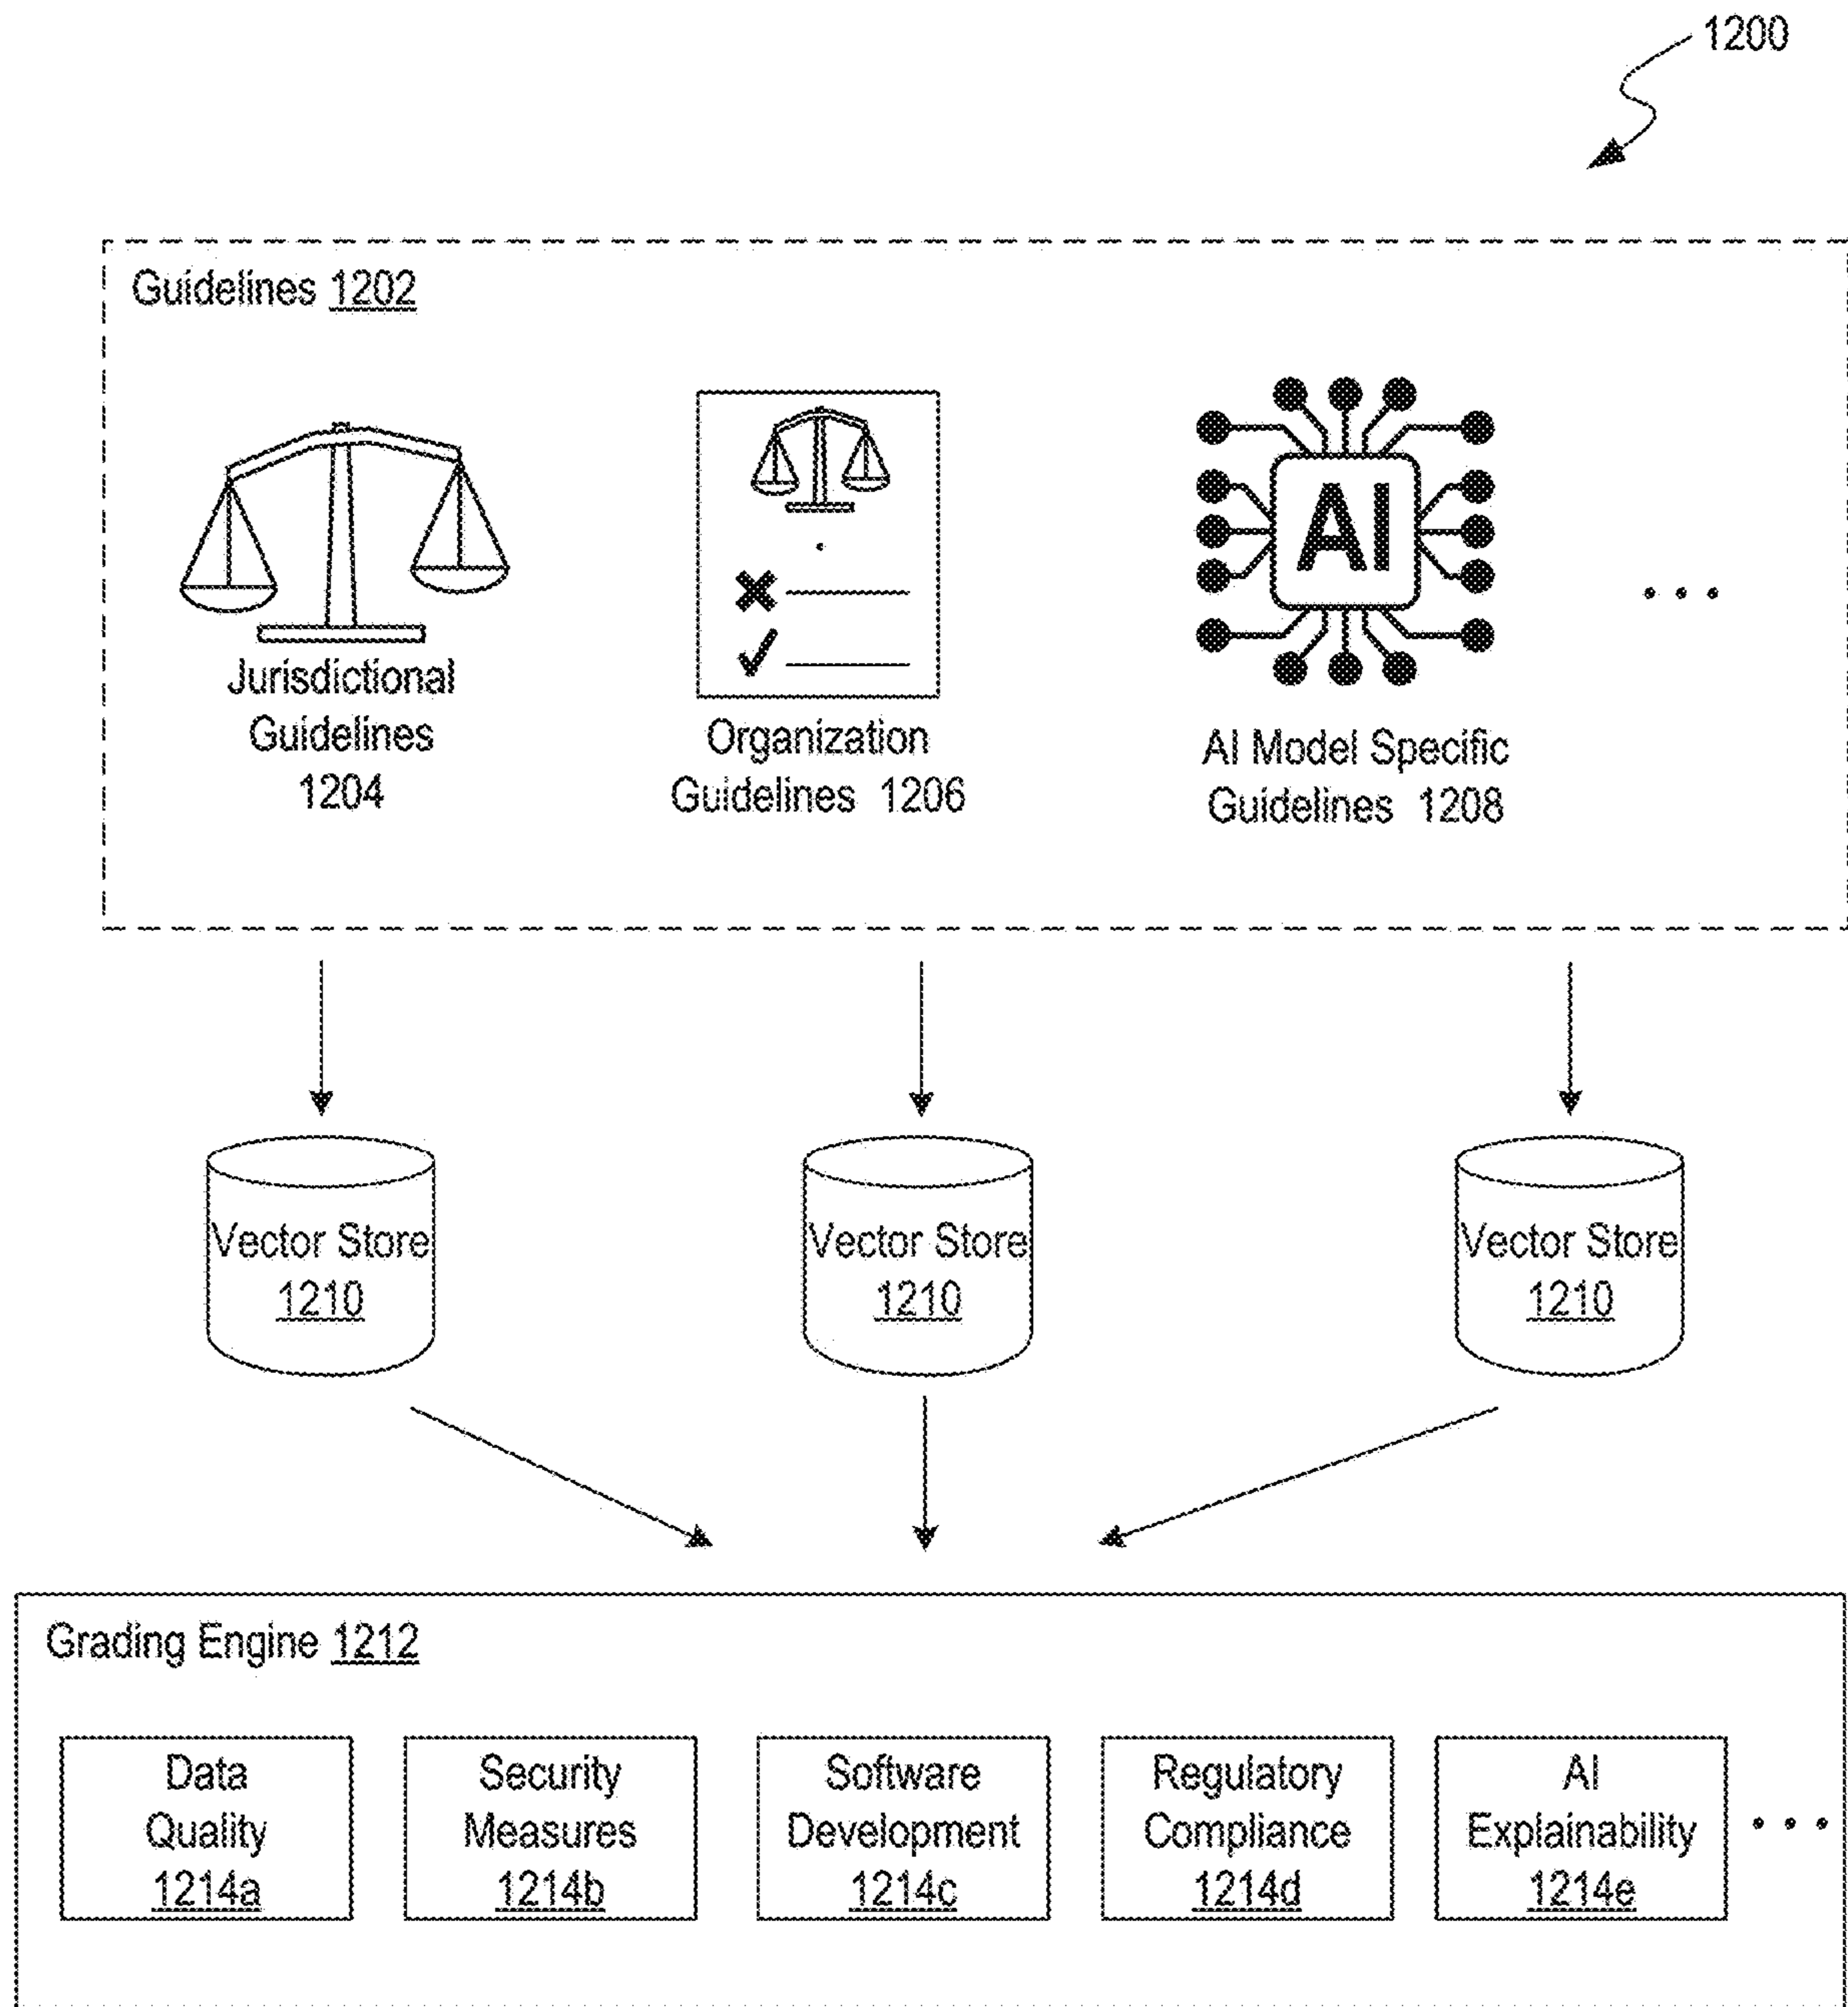 1200
Guidelines 1202
AI
Jurisdictional
Guidelines
1204
Organization
Guidelines 1206
AI Model Specific
Guidelines 1208
Vector Store
1210
Vector Store
1210
Vector Store
1210
Grading Engine 1212
Data
Quality
1214a
Security
Measures
1214b
Software
Development
1214c
Regulatory
Compliance
1214d
AI
Explainability
1214e